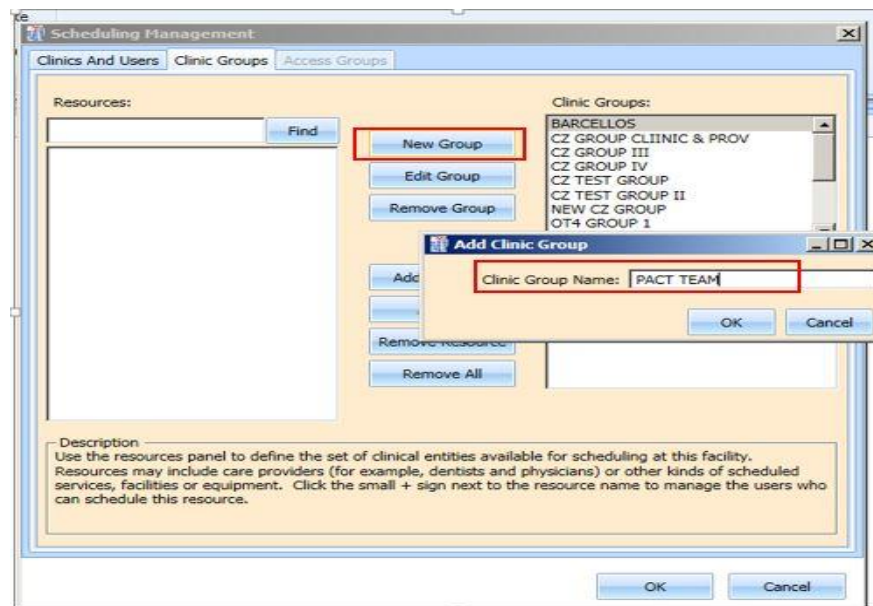 te
Scheduling Management
Clinics And Users
Clinic Groups
Access Groups
Resources:
Find
New Group
Edit Group
Remove Group
Add
Remove Resource
Remove All
Clinic Groups:
BARCELLOS
CZ GROUP CLIINIC & PROV
CZ GROUP III
CZ GROUP IV
CZ TEST GROUP
CZ TEST GROUP II
NEW CZ GROUP
OT4 GROUP 1
Add Clinic Group
Clinic Group Name: PACT TEAM
OK
Cancel
Description
Use the resources panel to define the set of clinical entities available for scheduling at this facility.
Resources may include care providers (for example, dentists and physicians) or other kinds of scheduled
services, facilities or equipment. Click the small + sign next to the resource name to manage the users who
can schedule this resource.
OK
Cancel